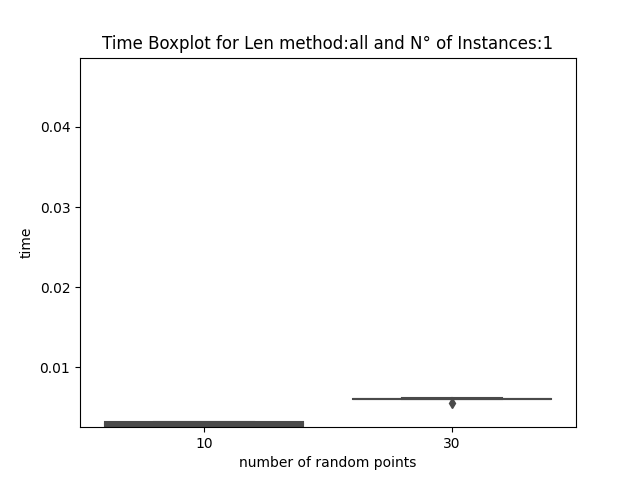 Time Boxplot for Len method:all and N° of Instances:1
0.04
0.03
0.02
0.01
time
10 30
number of random points